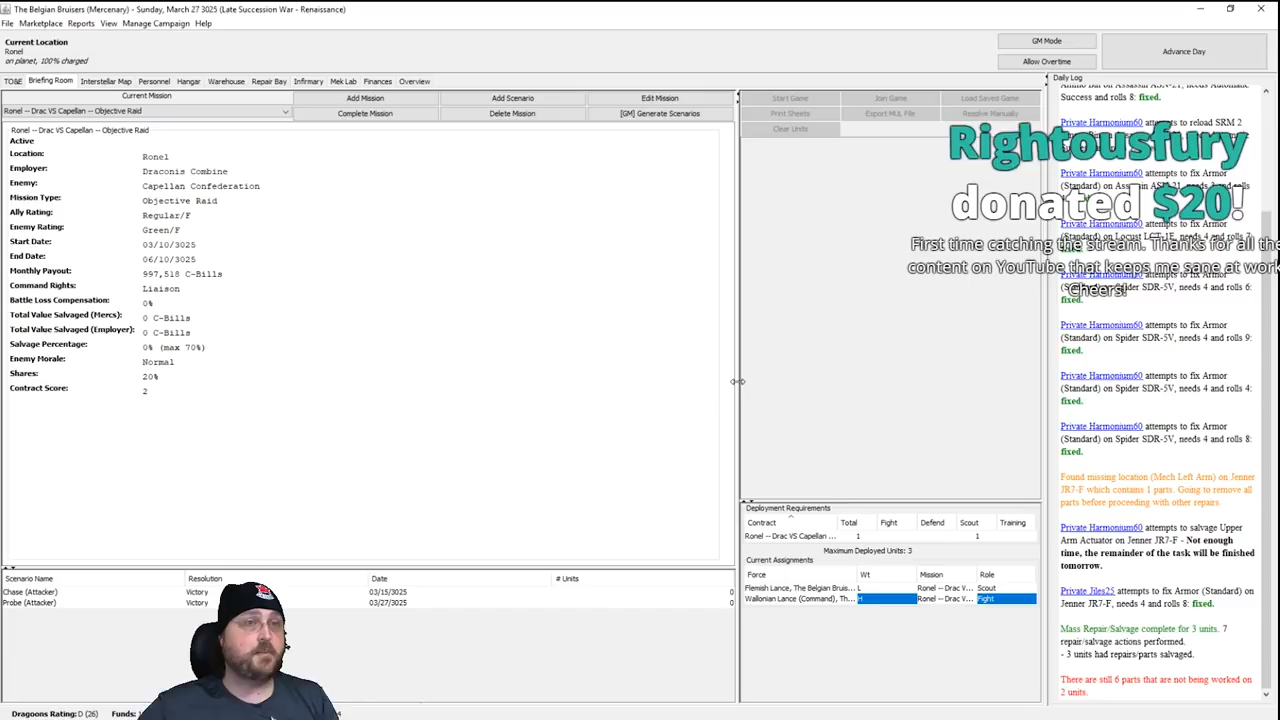 The Belgian Bruisers (Mercenary) - Sunday, March 27 3025 (Late Succession War - Renaissance)
File Marketplace Reports View Manage Campaign Help
Current Location
Ronel
on planet, 100% charged
GM Mode
Allow Overtime
Advance Day
TO&E Briefing Room Interstellar Map Personnel Hangar Warehouse Repair Bay Infirmary Mek Lab Finances Overview
Current Mission
Ronel -- Drac VS Capellan -- Objective Raid
Add Mission Add Scenario Edit Mission
Complete Mission Delete Mission [GM] Generate Scenarios
Ronel -- Drac VS Capellan -- Objective Raid
Active
Location: Ronel
Employer: Draconis Combine
Enemy: Capellan Confederation
Mission Type: Objective Raid
Ally Rating: Regular/F
Enemy Rating: Green/F
Start Date: 03/10/3025
End Date: 06/10/3025
Monthly Payout: 997,518 C-Bills
Command Rights: Liaison
Battle Loss Compensation: 0%
Total Value Salvaged (Mercs): 0 C-Bills
Total Value Salvaged (Employer): 0 C-Bills
Salvage Percentage: 0% (max 70%)
Enemy Morale: Normal
Shares: 20%
Contract Score: 2
Scenario Name Resolution Date # Units
Chase (Attacker) Victory 03/15/3025 0
Probe (Attacker) Victory 03/27/3025 0
Start Game Join Game Load Saved Game
Print Sheets Export MUL File Resolve Manually
Clear Units
Deployment Requirements
Contract Total Fight Defend Scout Training
Ronel -- Drac VS Capellan ... 1 1
Maximum Deployed Units: 3
Current Assignments
Force Wt Mission Role
Flemish Lance, The Belgian Bruis... L Ronel -- Drac V... Scout
Wallonian Lance (Command), Th... H Ronel -- Drac V... Fight
Rightousfury
donated $20!
First time catching the stream. Thanks for all the
content on YouTube that keeps me sane at work
Cheers!
Daily Log
Success and rolls 8: fixed.
Private Harmonium60 attempts to reload SRM 2
Private Harmonium60 attempts to fix Armor
(Standard) on Assassin ASN-21, needs
Private Harmonium60 attempts to fix Armor
(Standard) on Locust LCT-1E, needs 4 and rolls
Private Harmonium60 attempts to fix Armor
(Standard) on Spider SDR-5V, needs 4 and rolls 6:
fixed.
Private Harmonium60 attempts to fix Armor
(Standard) on Spider SDR-5V, needs 4 and rolls 9:
fixed.
Private Harmonium60 attempts to fix Armor
(Standard) on Spider SDR-5V, needs 4 and rolls 4:
fixed.
Private Harmonium60 attempts to fix Armor
(Standard) on Spider SDR-5V, needs 4 and rolls 8:
fixed.
Found missing location (Mech Left Arm) on Jenner
JR7-F which contains 1 parts. Going to remove all
parts before proceeding with other repairs.
Private Harmonium60 attempts to salvage Upper
Arm Actuator on Jenner JR7-F - Not enough
time, the remainder of the task will be finished
tomorrow.
Private Jiles25 attempts to fix Armor (Standard) on
Jenner JR7-F, needs 4 and rolls 8: fixed.
Mass Repair/Salvage complete for 3 units. 7
repair/salvage actions performed.
- 3 units had repairs/parts salvaged.
There are still 6 parts that are not being worked on
2 units.
Dragoons Rating: D (26) Funds: